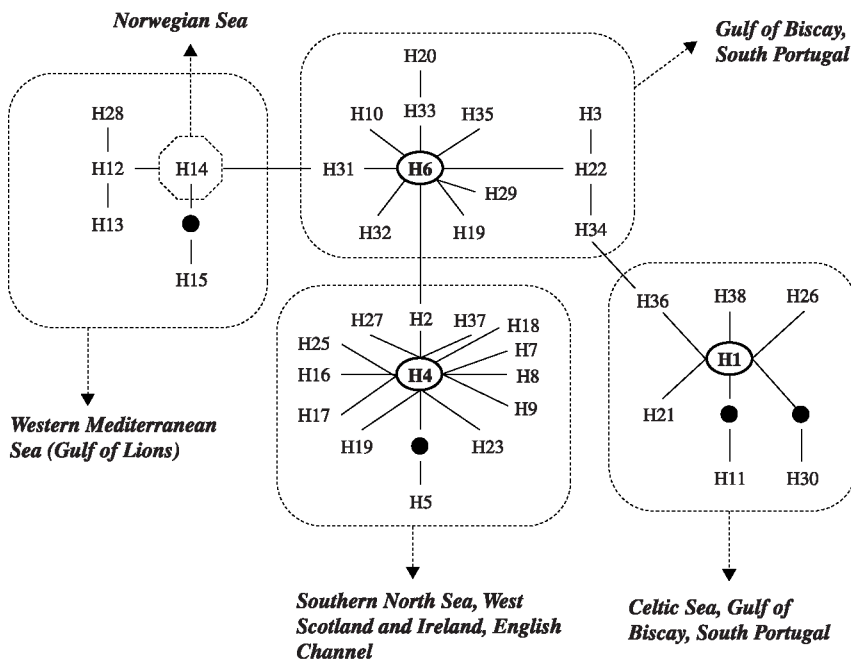 Norwegian Sea
Gulf of Biscay,
South Portugal
H28
H12
H14
H13
H15
H20
H10
H33
H35
H3
H31
H6
H22
H29
H32
H19
H34
Western Mediterranean
Sea (Gulf of Lions)
H27
H2
H37
H18
H25
H7
H16
H4
H8
H17
H9
H19
H23
H5
H36
H38
H26
H1
H21
H11
H30
Southern North Sea, West
Scotland and Ireland, English
Channel
Celtic Sea, Gulf of
Biscay, South Portugal